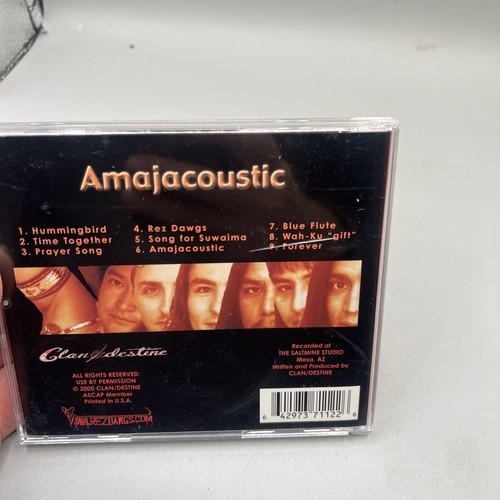 Amajacoustic
1. Hummingbird
2. Time Together
3. Prayer Song
4. Rez Dawgs
5. Song for Suwaima
6. Amajacoustic
7. Blue Flute
8. Wah-Ku "gift"
9. Forever
Clan/destine
ALL RIGHTS RESERVED
USE BY PERMISSION
© 2000 CLAN/DESTINE
ASCAP Member
Printed in U.S.A.
WWW.REZDAWGS.COM
Recorded at
THE SALTMINE STUDIO
Mesa, AZ
Written and Produced by
CLAN/DESTINE
6 42973 71122 6